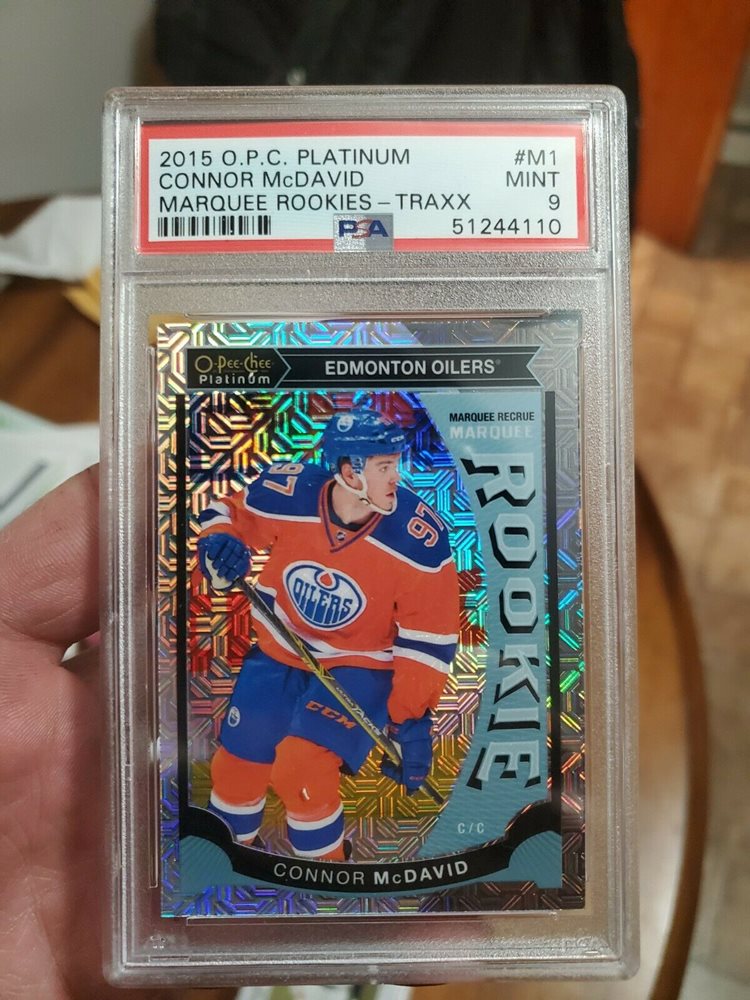 2015 O.P.C. PLATINUM #M1
CONNOR McDAVID MINT
MARQUEE ROOKIES - TRAXX 9
PSA 51244110
O-Pee-Chee
Platinum
EDMONTON OILERS®
MARQUEE RECRUE
MARQUEE
ROOKIE
97
97
OILERS
CCM
C/C
CONNOR McDAVID